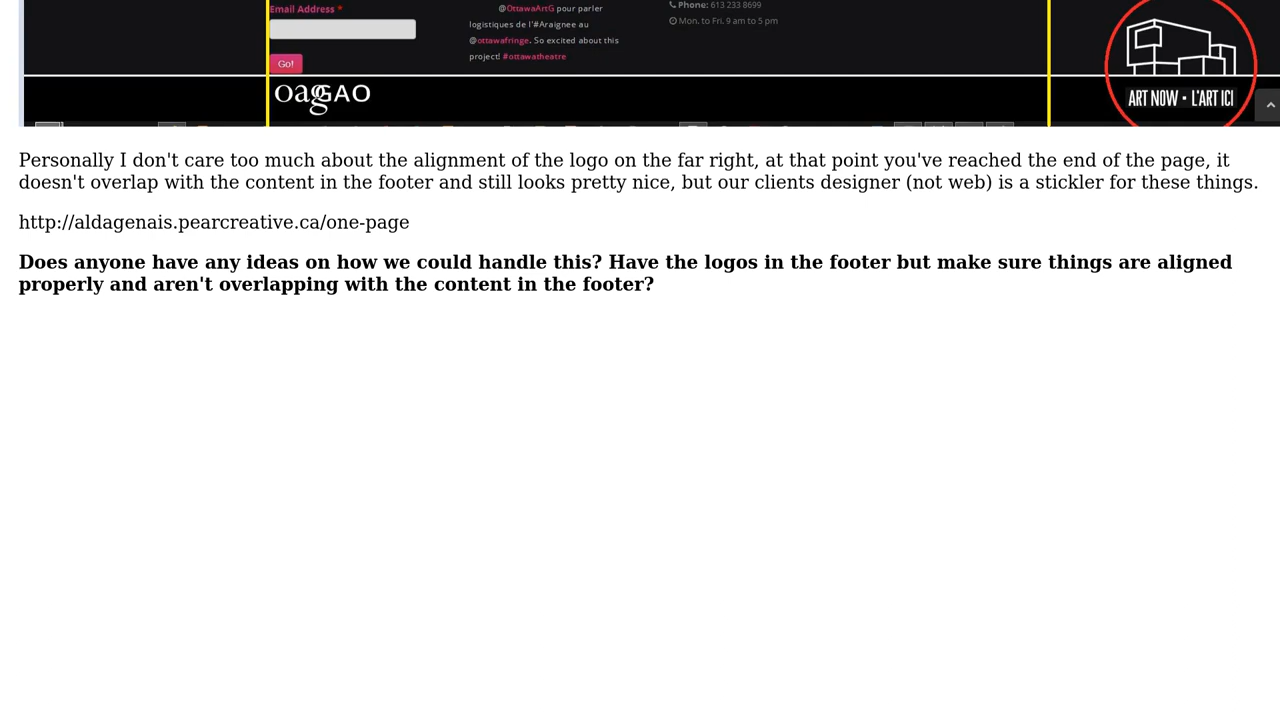 Email Address *
@OttawaArtG pour parler
logistiques de l'#Araignee au
@ottawafringe. So excited about this
project! #ottawatheatre
Phone: 613 233 8699
Mon. to Fri. 9 am to 5 pm
Go!
oagGAO
ART NOW • L'ART ICI
Personally I don't care too much about the alignment of the logo on the far right, at that point you've reached the end of the page, it
doesn't overlap with the content in the footer and still looks pretty nice, but our clients designer (not web) is a stickler for these things.
http://aldagenais.pearcreative.ca/one-page
Does anyone have any ideas on how we could handle this? Have the logos in the footer but make sure things are aligned
properly and aren't overlapping with the content in the footer?